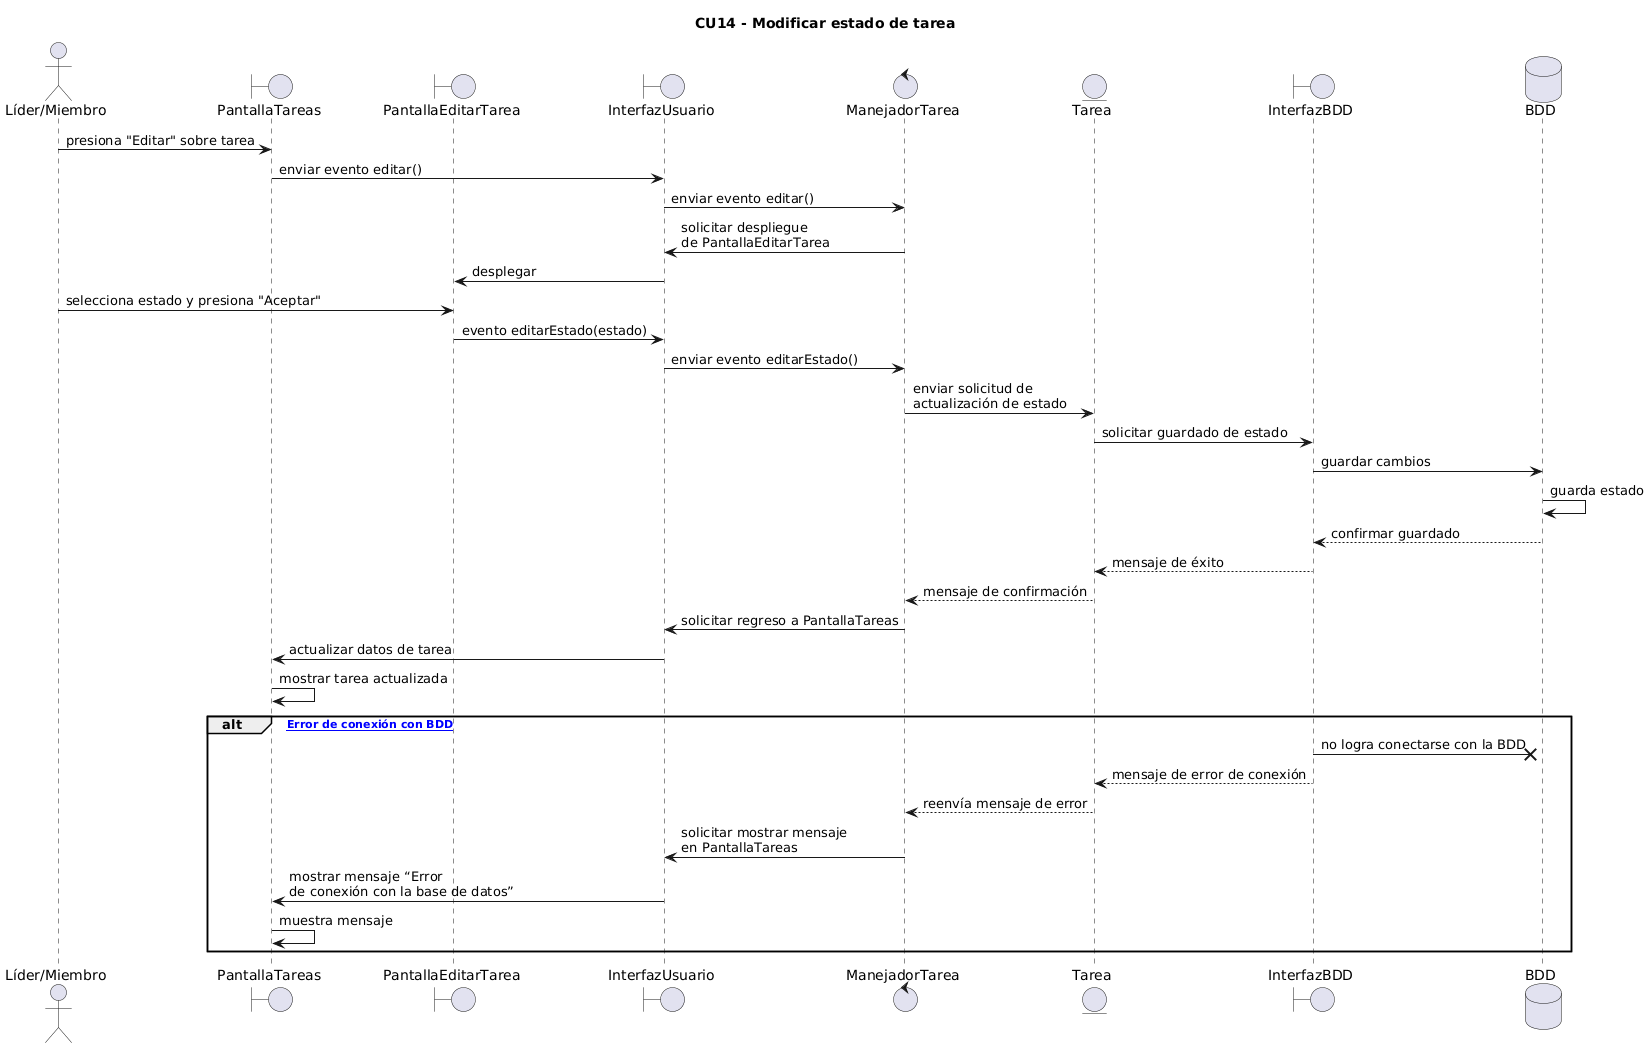 CU14 - Modificar estado de tarea
Líder/Miembro
PantallaTareas
PantallaEditarTarea
InterfazUsuario
ManejadorTarea
Tarea
InterfazBDD
BDD
presiona "Editar" sobre tarea
enviar evento editar()
enviar evento editar()
solicitar despliegue
de PantallaEditarTarea
desplegar
selecciona estado y presiona "Aceptar"
evento editarEstado(estado)
enviar evento editarEstado()
enviar solicitud de
actualización de estado
solicitar guardado de estado
guardar cambios
guarda estado
confirmar guardado
mensaje de éxito
mensaje de confirmación
solicitar regreso a PantallaTareas
actualizar datos de tarea
mostrar tarea actualizada
alt
Error de conexión con BDD
no logra conectarse con la BDD
mensaje de error de conexión
reenvía mensaje de error
solicitar mostrar mensaje
en PantallaTareas
mostrar mensaje “Error
de conexión con la base de datos”
muestra mensaje
Líder/Miembro
PantallaTareas
PantallaEditarTarea
InterfazUsuario
ManejadorTarea
Tarea
InterfazBDD
BDD